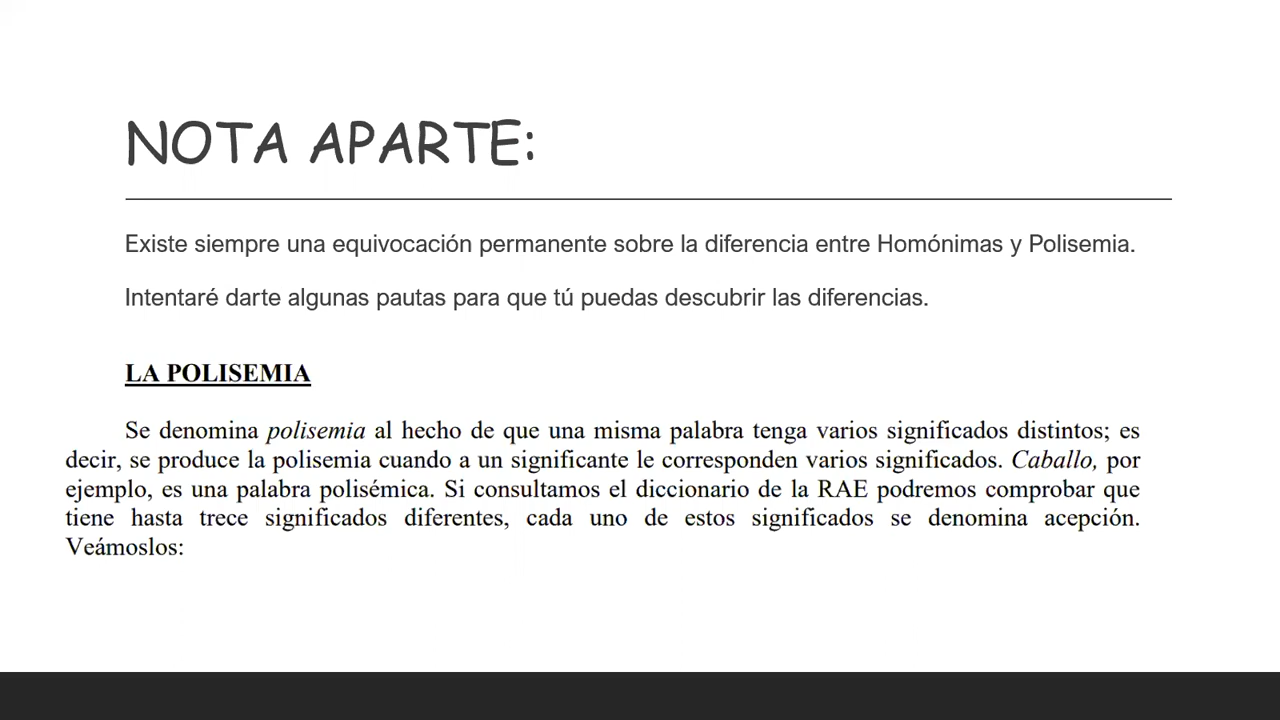 NOTA APARTE:
Existe siempre una equivocación permanente sobre la diferencia entre Homónimas y Polisemia.
Intentaré darte algunas pautas para que tú puedas descubrir las diferencias.
LA POLISEMIA
Se denomina polisemia al hecho de que una misma palabra tenga varios significados distintos; es
decir, se produce la polisemia cuando a un significante le corresponden varios significados. Caballo, por
ejemplo, es una palabra polisémica. Si consultamos el diccionario de la RAE podremos comprobar que
tiene hasta trece significados diferentes, cada uno de estos significados se denomina acepción.
Veámoslos: